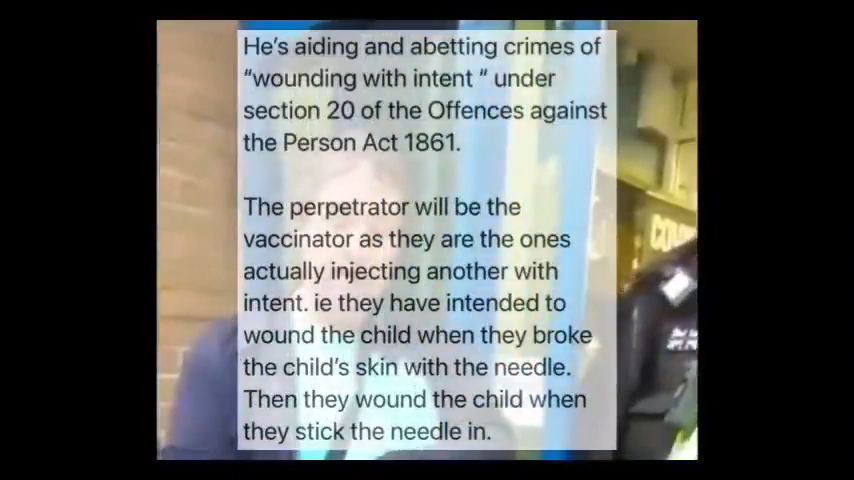 He's aiding and abetting crimes of
"wounding with intent " under
section 20 of the Offences against
the Person Act 1861.
The perpetrator will be the
vaccinator as they are the ones
actually injecting another with
intent. ie they have intended to
wound the child when they broke
the child's skin with the needle.
Then they wound the child when
they stick the needle in.